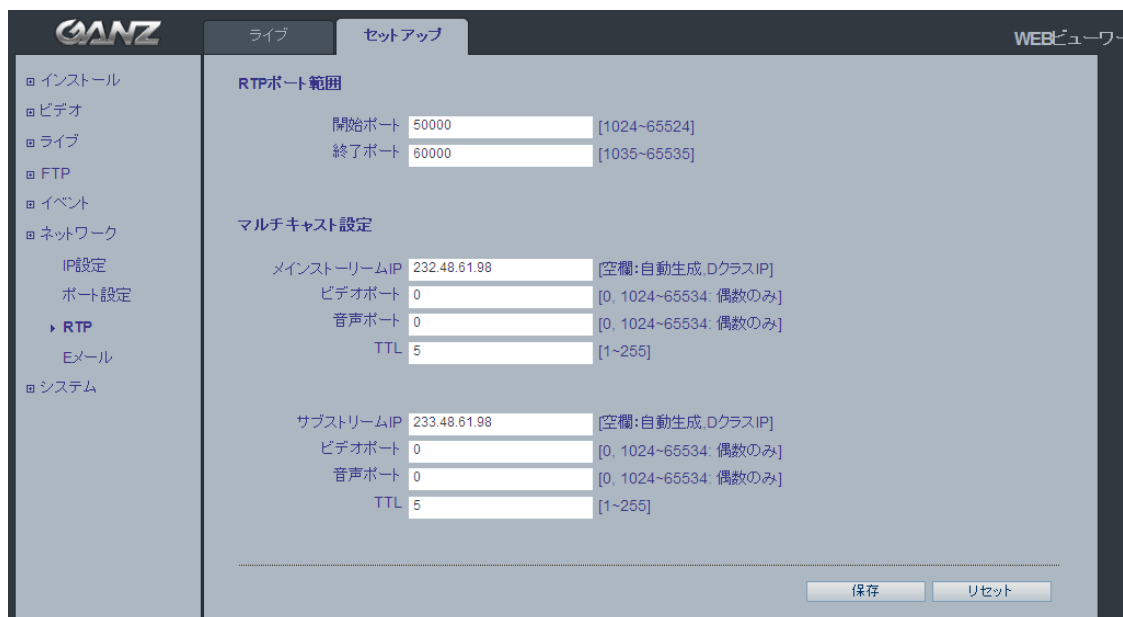 GANZ
ライブ
セットアップ
WEBビューワー
インストール
ビデオ
ライブ
FTP
イベント
ネットワーク
IP設定
ポート設定
RTP
Eメール
システム
RTPポート範囲
開始ポート 50000 [1024~65524]
終了ポート 60000 [1035~65535]
マルチキャスト設定
メインストーリームIP 232.48.61.98 [空欄:自動生成,DクラスIP]
ビデオポート 0 [0, 1024~65534: 偶数のみ]
音声ポート 0 [0, 1024~65534: 偶数のみ]
TTL 5 [1~255]
サブストリームIP 233.48.61.98 [空欄:自動生成,DクラスIP]
ビデオポート 0 [0, 1024~65534: 偶数のみ]
音声ポート 0 [0, 1024~65534: 偶数のみ]
TTL 5 [1~255]
保存
リセット